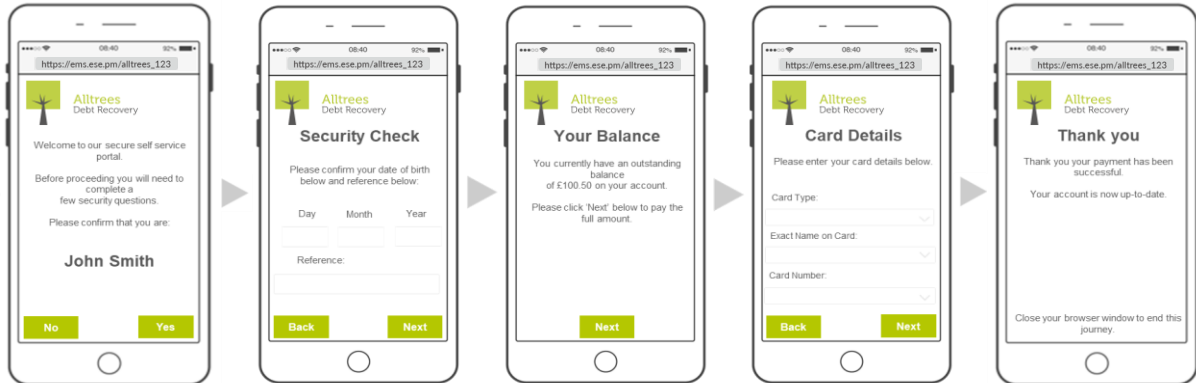 08:40 92%
https://ems.ese.pm/alltrees_123
Alltrees
Debt Recovery
Welcome to our secure self service
portal.
Before proceeding you will need to
complete a
few security questions.
Please confirm that you are:
John Smith
No Yes
08:40 92%
https://ems.ese.pm/alltrees_123
Alltrees
Debt Recovery
Security Check
Please confirm your date of birth
below and reference below:
Day Month Year
Reference:
Back Next
08:40 92%
https://ems.ese.pm/alltrees_123
Alltrees
Debt Recovery
Your Balance
You currently have an outstanding
balance
of £100.50 on your account.
Please click 'Next' below to pay the
full amount.
Next
08:40 92%
https://ems.ese.pm/alltrees_123
Alltrees
Debt Recovery
Card Details
Please enter your card details below.
Card Type:
Exact Name on Card:
Card Number:
Back Next
08:40 92%
https://ems.ese.pm/alltrees_123
Alltrees
Debt Recovery
Thank you
Thank you your payment has been
successful.
Your account is now up-to-date.
Close your browser window to end this
journey.